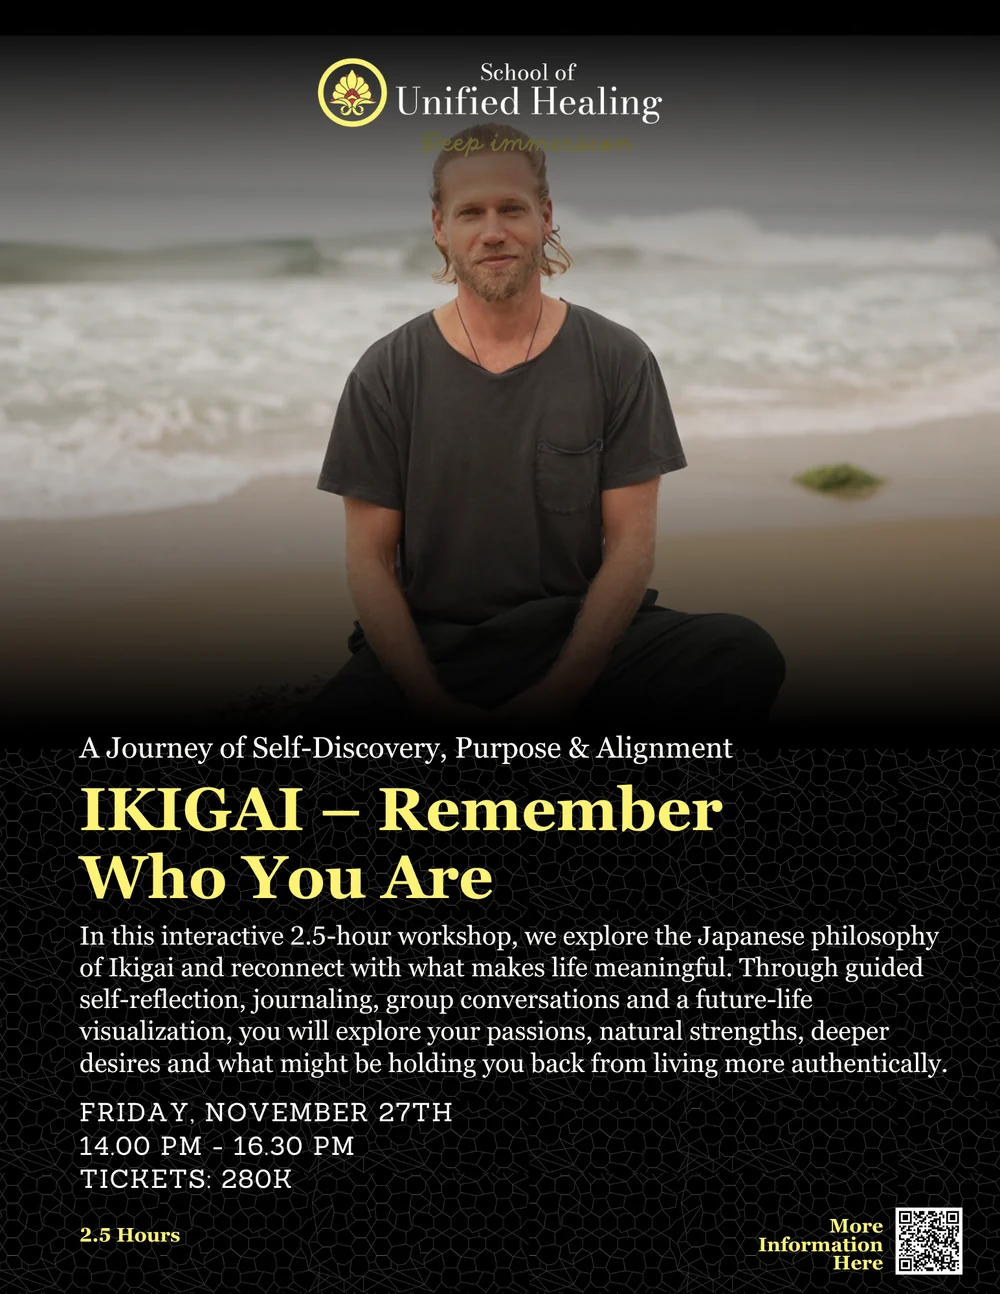 School of
Unified Healing
Deep immersion
A Journey of Self-Discovery, Purpose & Alignment
IKIGAI – Remember
Who You Are
In this interactive 2.5-hour workshop, we explore the Japanese philosophy
of Ikigai and reconnect with what makes life meaningful. Through guided
self-reflection, journaling, group conversations and a future-life
visualization, you will explore your passions, natural strengths, deeper
desires and what might be holding you back from living more authentically.
FRIDAY, NOVEMBER 27TH
14.00 PM - 16.30 PM
TICKETS: 280K
2.5 Hours
More
Information
Here